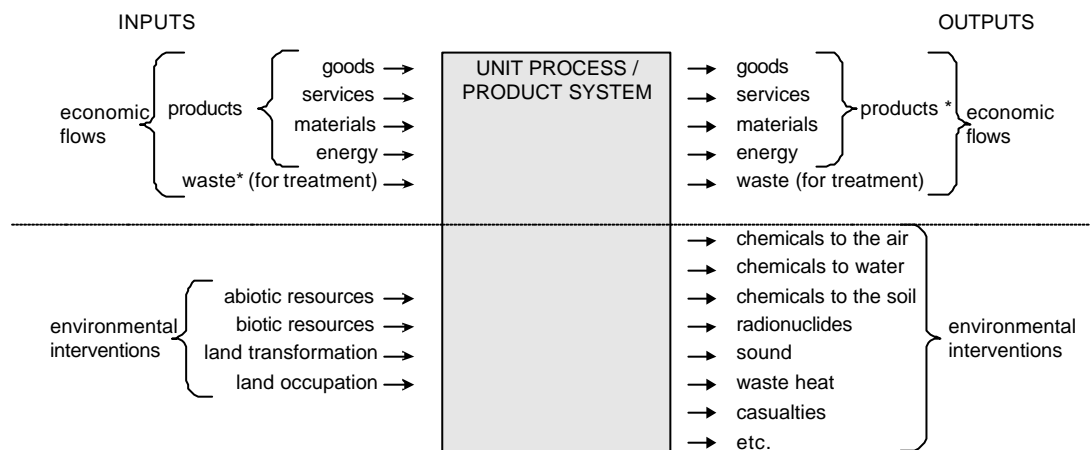 INPUTS
OUTPUTS
economic
flows
products
goods
services
materials
energy
waste* (for treatment)
UNIT PROCESS /
PRODUCT SYSTEM
goods
services
materials
energy
waste (for treatment)
products *
economic
flows
environmental
interventions
abiotic resources
biotic resources
land transformation
land occupation
chemicals to the air
chemicals to water
chemicals to the soil
radionuclides
sound
waste heat
casualties
etc.
environmental
interventions